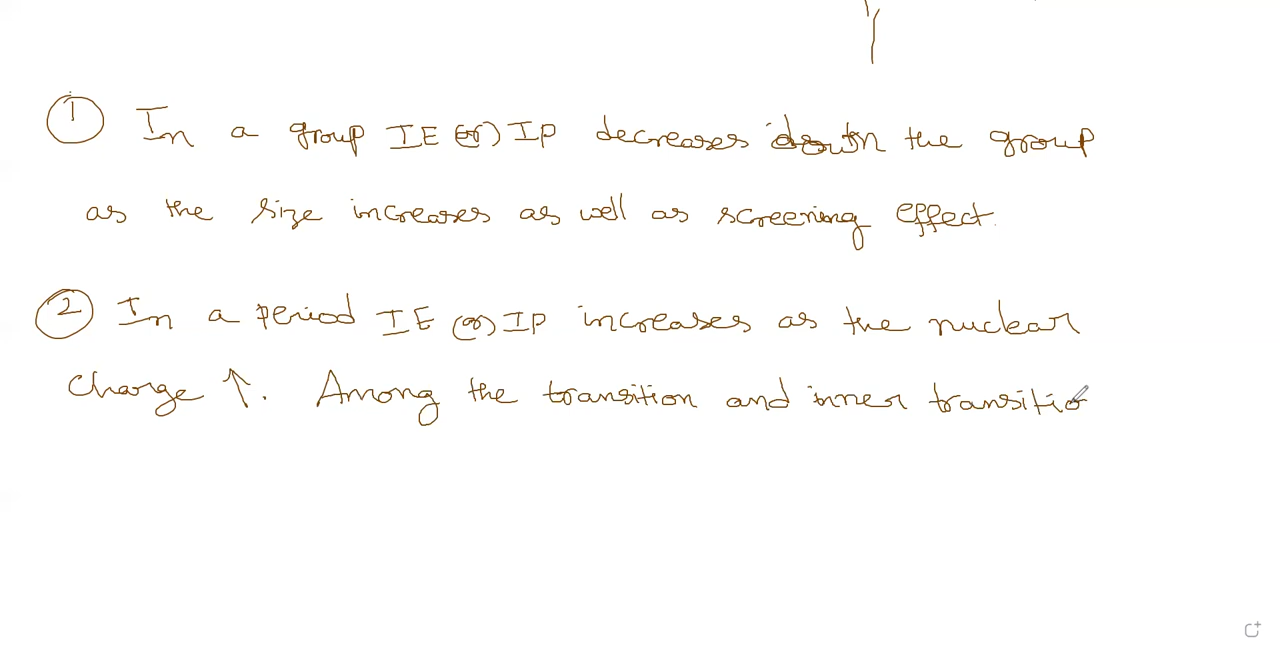 ① In a group IE (or) IP decreases down the group
as the size increases as well as screening effect.
② In a period IE (or) IP increases as the nuclear
charge ↑. Among the transition and inner transitio